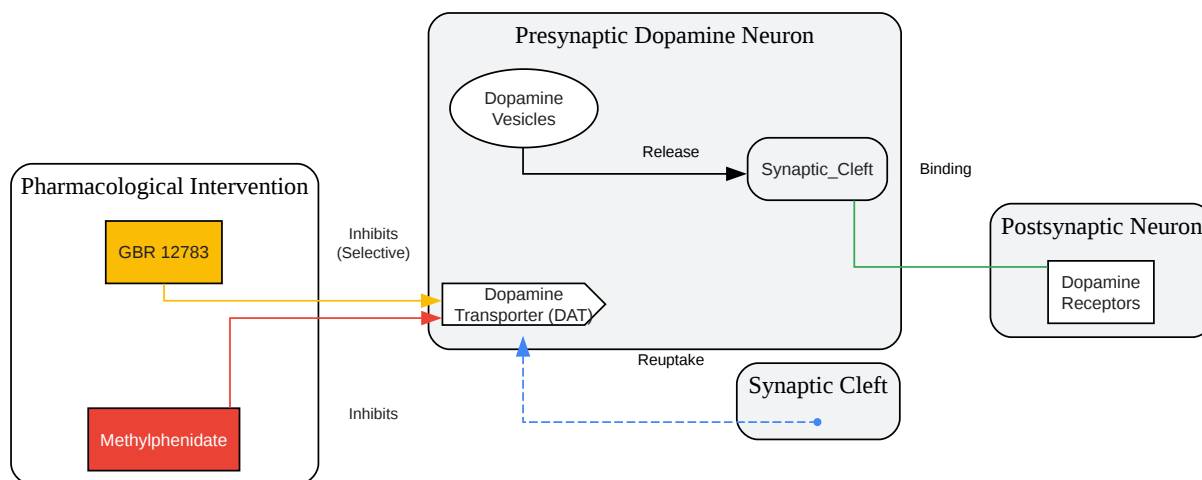 Presynaptic Dopamine Neuron
Dopamine
Vesicles
Release
Synaptic_Cleft
Binding
Pharmacological Intervention
GBR 12783
Inhibits
(Selective)
Postsynaptic Neuron
Dopamine
Receptors
Dopamine
Transporter (DAT)
Reuptake
Synaptic Cleft
Inhibits
Methylphenidate